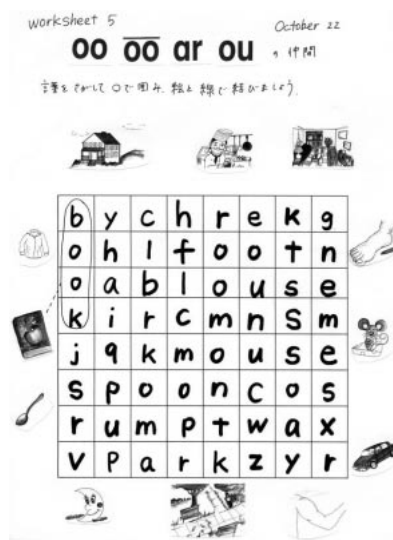 Worksheet 5
October 22
oo o͞o ar ou の仲間
言葉をさがして○で囲み、絵と線で結びましょう。
b y c h r e k g
o h l f o o t n
o a b l o u s e
k i r c m n s m
j q k m o u s e
s p o o n c o s
r u m p t w a x
v p a r k z y r